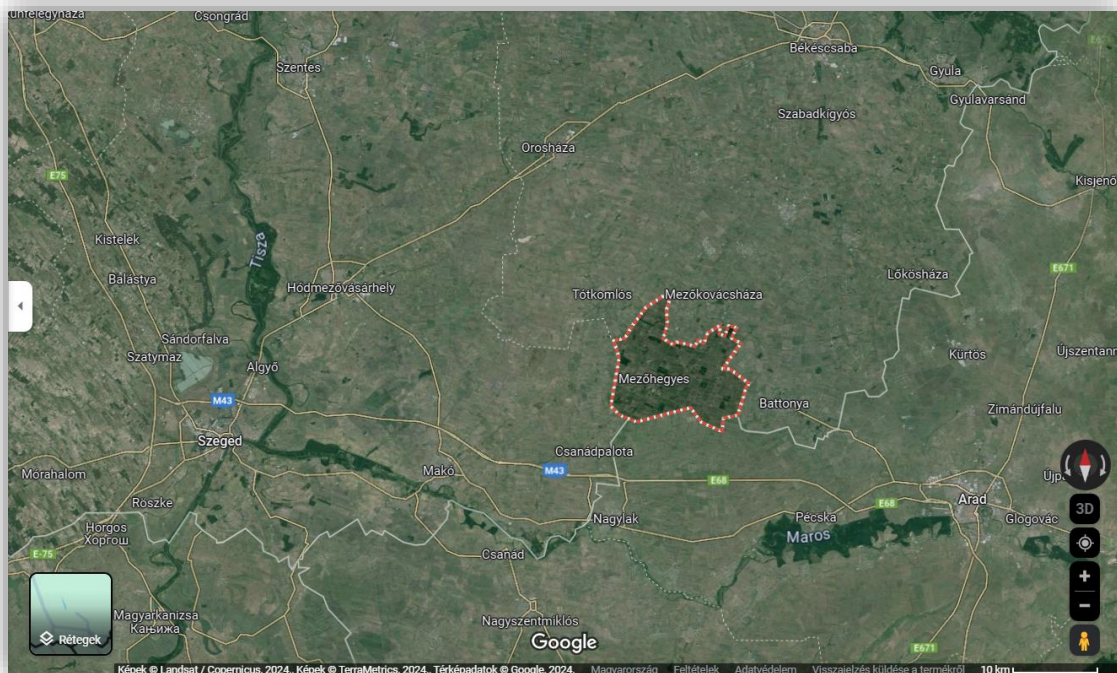 Csongrád
Szentes
Békéscsaba
Gyula
Gyulavarsánd
Szabadkígyós
Orosháza
E75
Kisjenő
Kistelek
Tisza
Balástya
Hódmezővásárhely
Lőkösháza
E671
Tótkomlós
Mezőkovácsháza
Sándorfalva
Szatymaz
Algyő
Kürtös
Újszentann
Mezőhegyes
M43
Battonya
Zimándújfalu
Szeged
Csanádpalota
Mórahalom
Makó
M43
E68
Röszke
E68
Arad
3D
Nagylak
Pécska
Glogovác
Horgos
Хоргош
Maros
E-75
Csanád
Magyarkanizsa
Кањижа
Nagyszentmiklós
Rétegek
Google
E671
Képek © Landsat / Copernicus, 2024., Képek © TerraMetrics, 2024., Térképadatok © Google, 2024. Magyarország Feltételek Adatvédelem Visszajelzés küldése a termékről 10 km